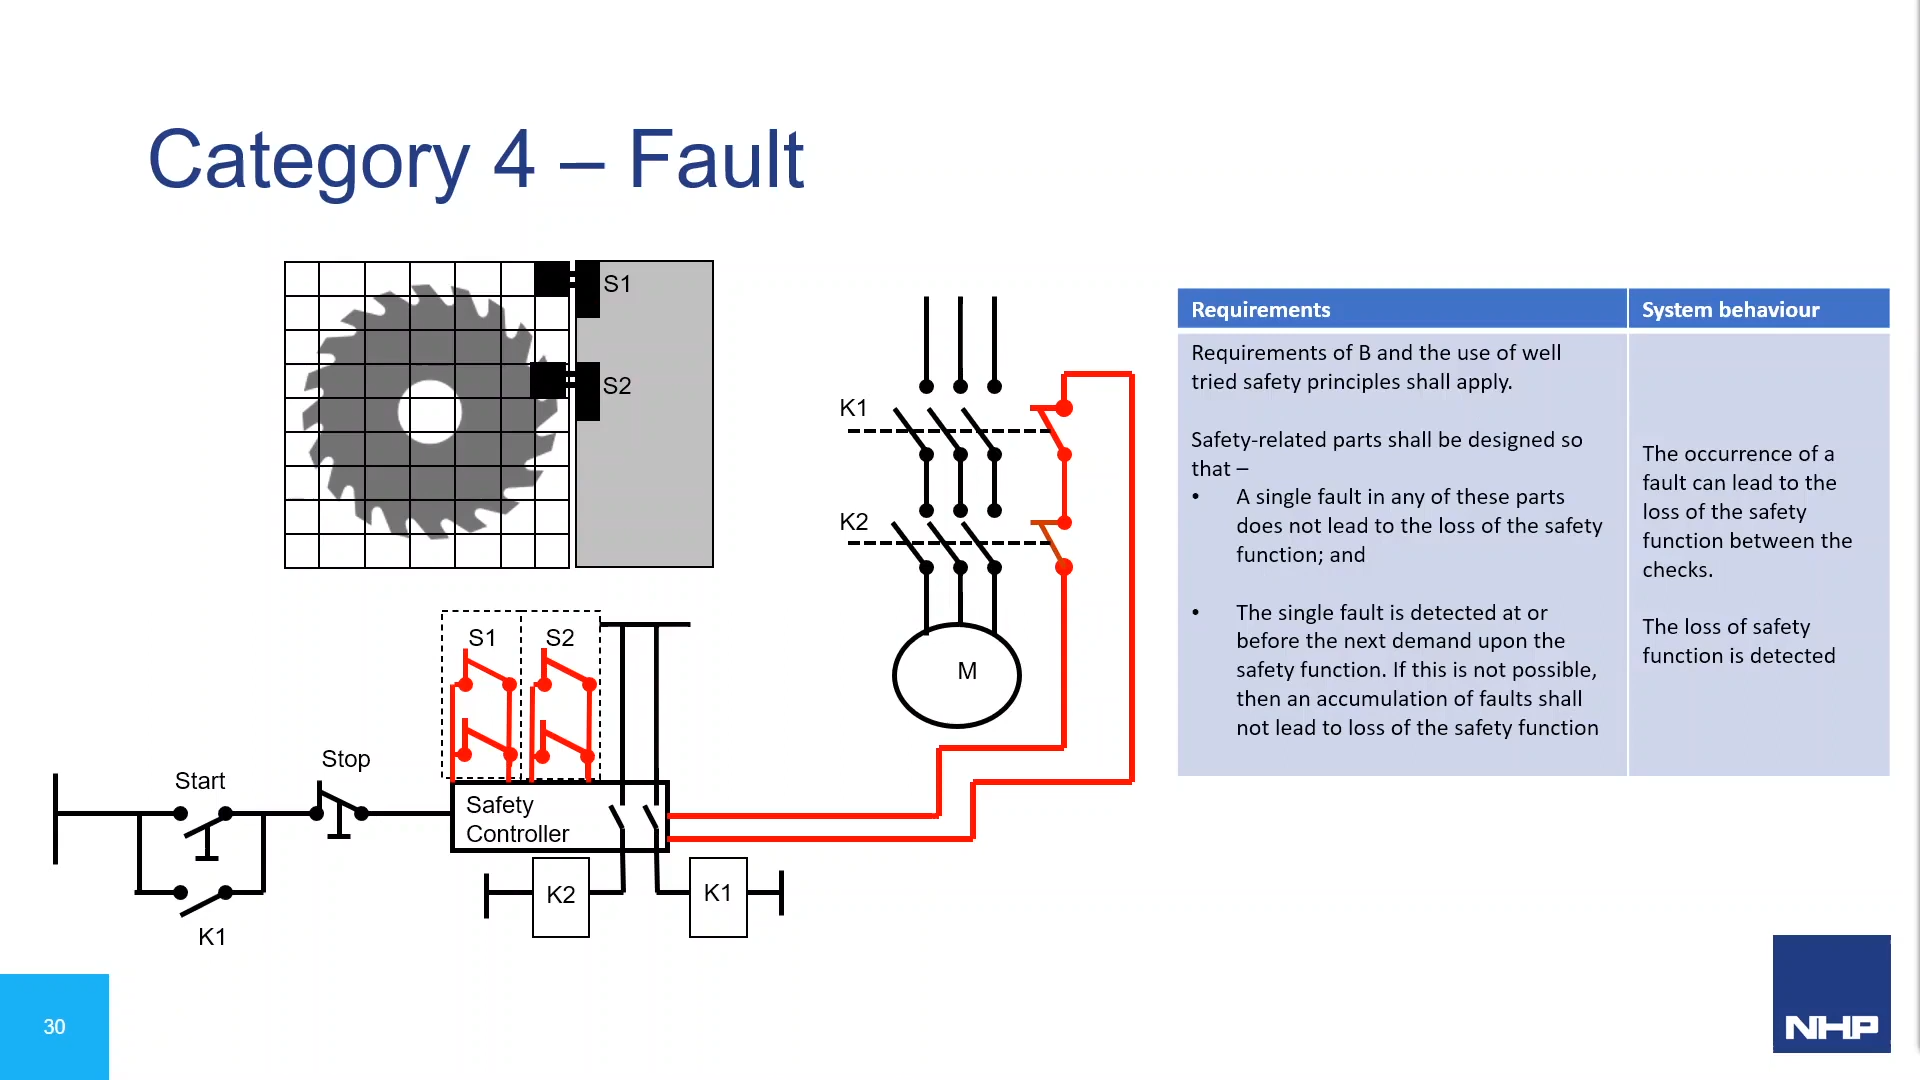 Category 4 – Fault
S1
S2
K1
K2
M
S1
S2
Stop
Start
Safety
Controller
K2
K1
K1
Requirements
System behaviour
Requirements of B and the use of well
tried safety principles shall apply.
Safety-related parts shall be designed so
that –
• A single fault in any of these parts
does not lead to the loss of the safety
function; and
• The single fault is detected at or
before the next demand upon the
safety function. If this is not possible,
then an accumulation of faults shall
not lead to loss of the safety function
The occurrence of a
fault can lead to the
loss of the safety
function between the
checks.
The loss of safety
function is detected
30
NHP